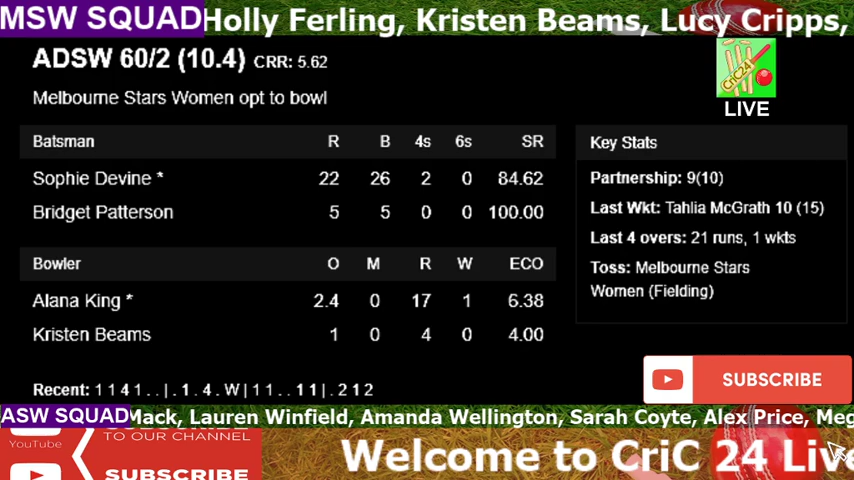 MSW SQUAD Holly Ferling, Kristen Beams, Lucy Cripps,
ADSW 60/2 (10.4) CRR: 5.62
CRIC24
LIVE
Melbourne Stars Women opt to bowl
Batsman R B 4s 6s SR
Sophie Devine * 22 26 2 0 84.62
Bridget Patterson 5 5 0 0 100.00
Bowler O M R W ECO
Alana King * 2.4 0 17 1 6.38
Kristen Beams 1 0 4 0 4.00
Recent: 1 1 4 1 . . | . 1 . 4 . W | 1 1 . . 1 1 | . 2 1 2
Key Stats
Partnership: 9(10)
Last Wkt: Tahlia McGrath 10 (15)
Last 4 overs: 21 runs, 1 wkts
Toss: Melbourne Stars
Women (Fielding)
SUBSCRIBE
ASW SQUAD Mack, Lauren Winfield, Amanda Wellington, Sarah Coyte, Alex Price, Meg
YouTube
TO OUR CHANNEL
SUBSCRIBE
Welcome to CriC 24 Live